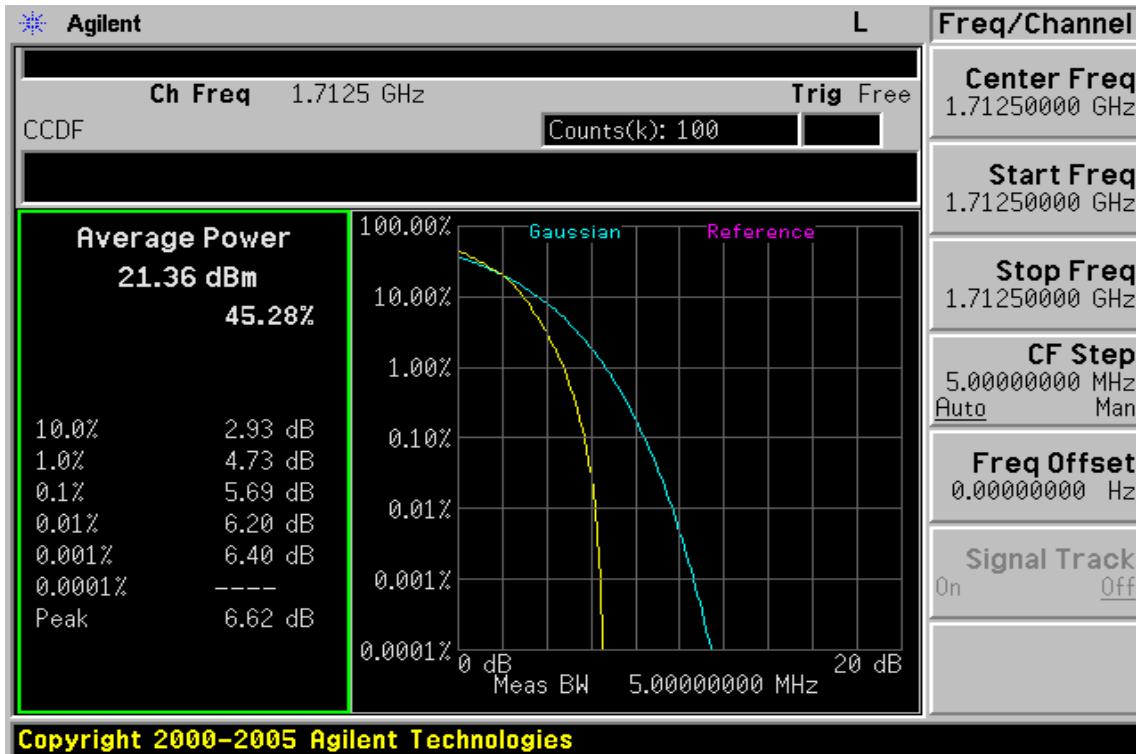 Agilent L Freq/Channel
Ch Freq 1.7125 GHz Trig Free
CCDF Counts(k): 100
Center Freq
1.71250000 GHz
Start Freq
1.71250000 GHz
Stop Freq
1.71250000 GHz
CF Step
5.00000000 MHz
Auto Man
Freq Offset
0.00000000 Hz
Signal Track
On Off
Average Power
21.36 dBm
45.28%
10.0% 2.93 dB
1.0% 4.73 dB
0.1% 5.69 dB
0.01% 6.20 dB
0.001% 6.40 dB
0.0001% ----
Peak 6.62 dB
Gaussian Reference
100.00%
10.00%
1.00%
0.10%
0.01%
0.001%
0.0001%
0 dB 20 dB
Meas BW 5.00000000 MHz
Copyright 2000-2005 Agilent Technologies